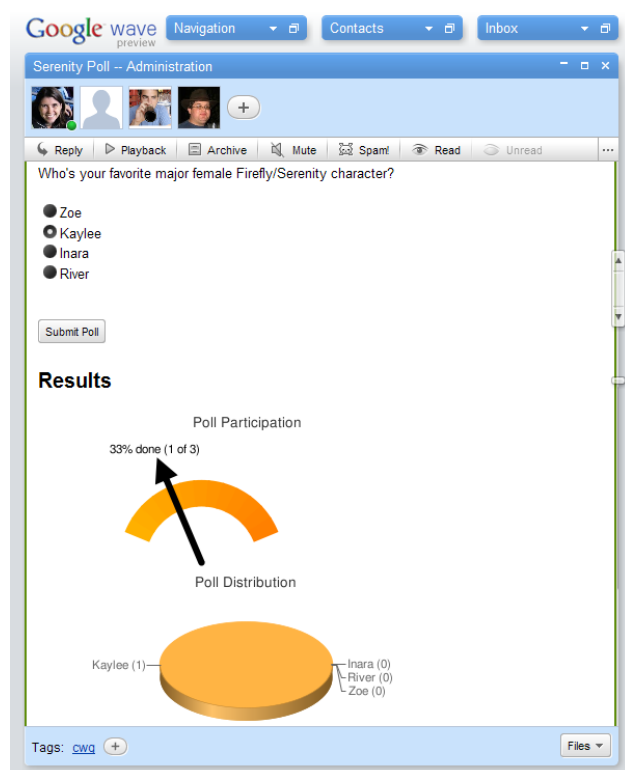 Google wave
preview
Navigation
Contacts
Inbox
Serenity Poll -- Administration
Reply
Playback
Archive
Mute
Spam!
Read
Unread
Who's your favorite major female Firefly/Serenity character?
Zoe
Kaylee
Inara
River
Submit Poll
Results
Poll Participation
33% done (1 of 3)
Poll Distribution
Kaylee (1)
Inara (0)
River (0)
Zoe (0)
Tags: cwg
Files